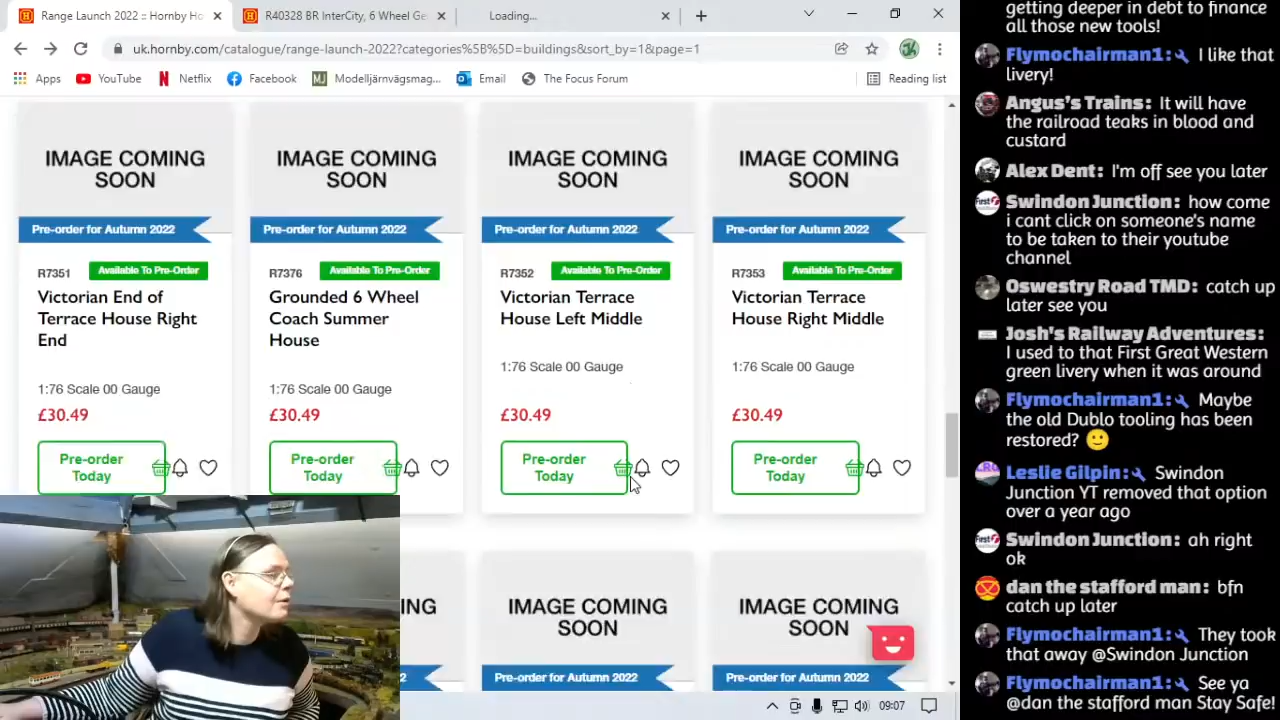 Range Launch 2022 :: Hornby Ho
R40328 BR InterCity, 6 Wheel Ge
Loading...
uk.hornby.com/catalogue/range-launch-2022?categories%5B%5D=buildings&sort_by=1&page=1
Apps
YouTube
Netflix
Facebook
Modelljärnvägsmag...
Email
The Focus Forum
Reading list
IMAGE COMING
SOON
IMAGE COMING
SOON
IMAGE COMING
SOON
IMAGE COMING
SOON
Pre-order for Autumn 2022
Pre-order for Autumn 2022
Pre-order for Autumn 2022
Pre-order for Autumn 2022
R7351
Available To Pre-Order
Victorian End of
Terrace House Right
End
1:76 Scale 00 Gauge
£30.49
Pre-order
Today
R7376
Available To Pre-Order
Grounded 6 Wheel
Coach Summer
House
1:76 Scale 00 Gauge
£30.49
Pre-order
Today
R7352
Available To Pre-Order
Victorian Terrace
House Left Middle
1:76 Scale 00 Gauge
£30.49
Pre-order
Today
R7353
Available To Pre-Order
Victorian Terrace
House Right Middle
1:76 Scale 00 Gauge
£30.49
Pre-order
Today
IMAGE COMING
SOON
IMAGE COMING
SOON
Pre-order for Autumn 2022
Pre-order for Autumn 2022
09:07
getting deeper in debt to finance
all those new tools!
Flymochairman1: I like that
livery!
Angus's Trains: It will have
the railroad teaks in blood and
custard
Alex Dent: I'm off see you later
Swindon Junction: how come
i cant click on someone's name
to be taken to their youtube
channel
Oswestry Road TMD: catch up
later see you
Josh's Railway Adventures:
I used to that First Great Western
green livery when it was around
Flymochairman1: Maybe
the old Dublo tooling has been
restored?
Leslie Gilpin: Swindon
Junction YT removed that option
over a year ago
Swindon Junction: ah right
ok
dan the stafford man: bfn
catch up later
Flymochairman1: They took
that away @Swindon Junction
Flymochairman1: See ya
@dan the stafford man Stay Safe!